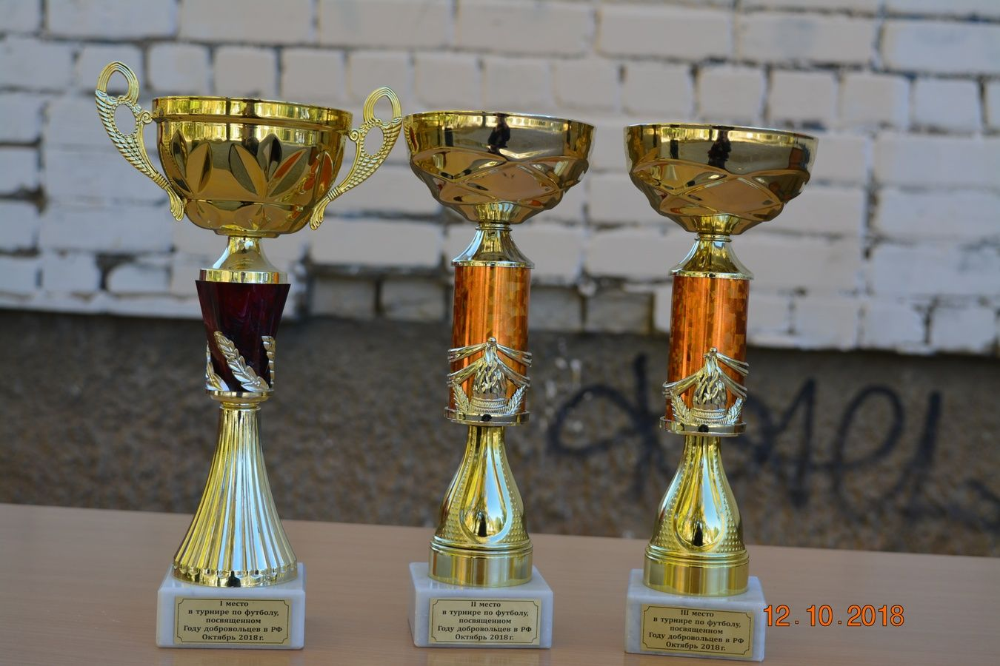 I место
в турнире по футболу,
посвященном
Году добровольцев в РФ
Октябрь 2018 г.
II место
в турнире по футболу,
посвященном
Году добровольцев в РФ
Октябрь 2018 г.
III место
в турнире по футболу,
посвященном
Году добровольцев в РФ
Октябрь 2018 г.
12. 10. 2018